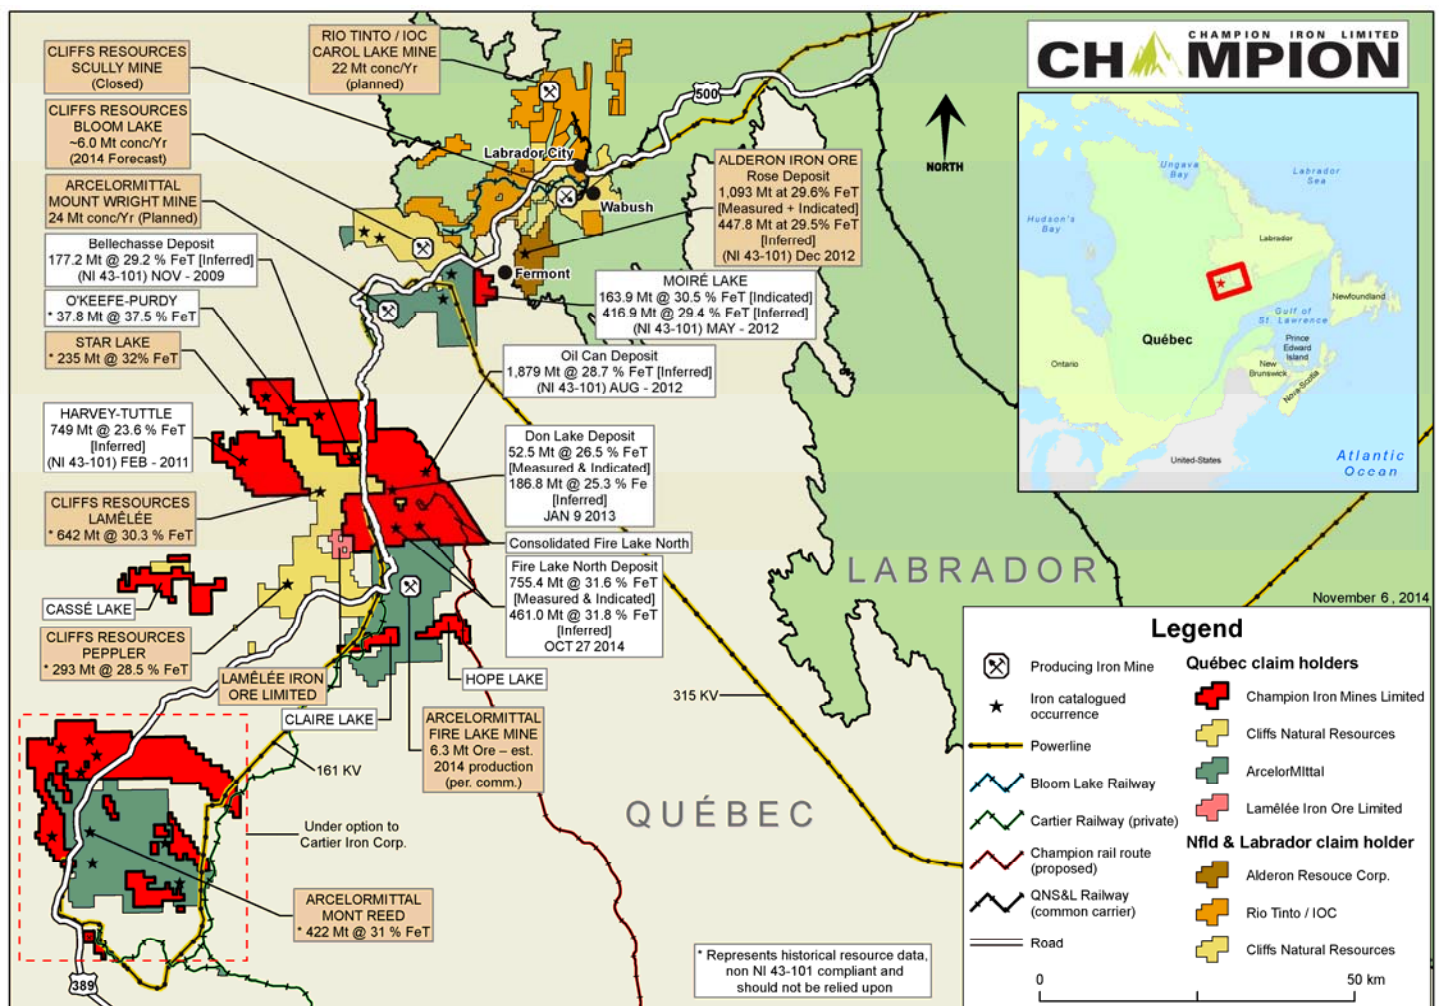 CLIFFS RESOURCES
SCULLY MINE
(Closed)
CLIFFS RESOURCES
BLOOM LAKE
~6.0 Mt conc/Yr
(2014 Forecast)
ARCELORMITTAL
MOUNT WRIGHT MINE
24 Mt conc/Yr (Planned)
Bellechasse Deposit
177.2 Mt @ 29.2 % FeT [Inferred]
(NI 43-101) NOV - 2009
O'KEEFE-PURDY
* 37.8 Mt @ 37.5 % FeT
STAR LAKE
* 235 Mt @ 32% FeT
HARVEY-TUTTLE
749 Mt @ 23.6 % FeT
[Inferred]
(NI 43-101) FEB - 2011
CLIFFS RESOURCES
LAMÊLÉE
* 642 Mt @ 30.3 % FeT
CASSÉ LAKE
CLIFFS RESOURCES
PEPPLER
* 293 Mt @ 28.5 % FeT
RIO TINTO / IOC
CAROL LAKE MINE
22 Mt conc/Yr
(planned)
500
Labrador City
Wabush
Fermont
ALDERON IRON ORE
Rose Deposit
1,093 Mt at 29.6% FeT
[Measured + Indicated]
447.8 Mt at 29.5% FeT
[Inferred]
(NI 43-101) Dec 2012
MOIRÉ LAKE
163.9 Mt @ 30.5 % FeT [Indicated]
416.9 Mt @ 29.4 % FeT [Inferred]
(NI 43-101) MAY - 2012
Oil Can Deposit
1,879 Mt @ 28.7 % FeT [Inferred]
(NI 43-101) AUG - 2012
Don Lake Deposit
52.5 Mt @ 26.5 % FeT
[Measured & Indicated]
186.8 Mt @ 25.3 % Fe
[Inferred]
JAN 9 2013
Consolidated Fire Lake North
Fire Lake North Deposit
755.4 Mt @ 31.6 % FeT
[Measured & Indicated]
461.0 Mt @ 31.8 % FeT
[Inferred]
OCT 27 2014
LAMÊLÉE IRON
ORE LIMITED
CLAIRE LAKE
HOPE LAKE
ARCELORMITTAL
FIRE LAKE MINE
6.3 Mt Ore – est.
2014 production
(per. comm.)
161 KV
315 KV
Under option to
Cartier Iron Corp.
ARCELORMITTAL
MONT REED
* 422 Mt @ 31 % FeT
389
LABRADOR
QUÉBEC
* Represents historical resource data,
non NI 43-101 compliant and
should not be relied upon
NORTH
CHAMPION IRON LIMITED
CHAMPION
Ungava
Bay
Labrador
Sea
Hudson's
Bay
Labrador
Newfoundland
Gulf of
St. Lawrence
Québec
Prince
Edward
Island
Ontario
New
Brunswick
Nova-Scotia
United-States
Atlantic
Ocean
November 6 , 2014
Legend
Producing Iron Mine
Iron catalogued
occurrence
Powerline
Bloom Lake Railway
Cartier Railway (private)
Champion rail route
(proposed)
QNS&L Railway
(common carrier)
Road
Québec claim holders
Champion Iron Mines Limited
Cliffs Natural Resources
ArcelorMIttal
Lamêlée Iron Ore Limited
Nfld & Labrador claim holder
Alderon Resouce Corp.
Rio Tinto / IOC
Cliffs Natural Resources
0
50 km